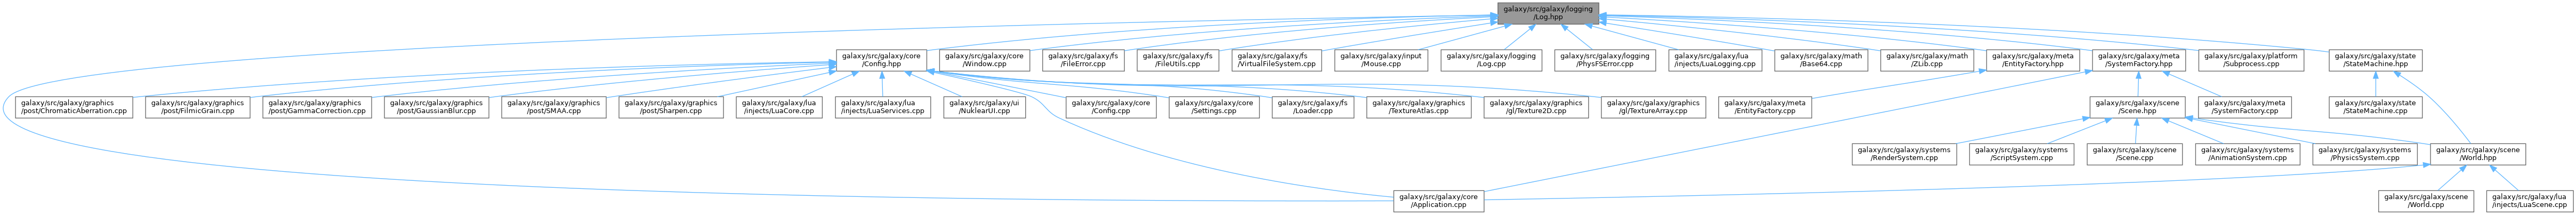 galaxy/src/galaxy/logging
/Log.hpp
galaxy/src/galaxy/core
/Config.hpp
galaxy/src/galaxy/core
/Window.cpp
galaxy/src/galaxy/fs
/FileError.cpp
galaxy/src/galaxy/fs
/FileUtils.cpp
galaxy/src/galaxy/fs
/VirtualFileSystem.cpp
galaxy/src/galaxy/input
/Mouse.cpp
galaxy/src/galaxy/logging
/Log.cpp
galaxy/src/galaxy/logging
/PhysFSError.cpp
galaxy/src/galaxy/lua
/injects/LuaLogging.cpp
galaxy/src/galaxy/math
/Base64.cpp
galaxy/src/galaxy/math
/ZLib.cpp
galaxy/src/galaxy/meta
/EntityFactory.hpp
galaxy/src/galaxy/meta
/SystemFactory.hpp
galaxy/src/galaxy/platform
/Subprocess.cpp
galaxy/src/galaxy/state
/StateMachine.hpp
galaxy/src/galaxy/graphics
/post/ChromaticAberration.cpp
galaxy/src/galaxy/graphics
/post/FilmicGrain.cpp
galaxy/src/galaxy/graphics
/post/GammaCorrection.cpp
galaxy/src/galaxy/graphics
/post/GaussianBlur.cpp
galaxy/src/galaxy/graphics
/post/SMAA.cpp
galaxy/src/galaxy/graphics
/post/Sharpen.cpp
galaxy/src/galaxy/lua
/injects/LuaCore.cpp
galaxy/src/galaxy/lua
/injects/LuaServices.cpp
galaxy/src/galaxy/ui
/NuklearUI.cpp
galaxy/src/galaxy/core
/Config.cpp
galaxy/src/galaxy/core
/Settings.cpp
galaxy/src/galaxy/fs
/Loader.cpp
galaxy/src/galaxy/graphics
/TextureAtlas.cpp
galaxy/src/galaxy/graphics
/gl/Texture2D.cpp
galaxy/src/galaxy/graphics
/gl/TextureArray.cpp
galaxy/src/galaxy/meta
/EntityFactory.cpp
galaxy/src/galaxy/scene
/Scene.hpp
galaxy/src/galaxy/meta
/SystemFactory.cpp
galaxy/src/galaxy/state
/StateMachine.cpp
galaxy/src/galaxy/systems
/RenderSystem.cpp
galaxy/src/galaxy/systems
/ScriptSystem.cpp
galaxy/src/galaxy/scene
/Scene.cpp
galaxy/src/galaxy/systems
/AnimationSystem.cpp
galaxy/src/galaxy/systems
/PhysicsSystem.cpp
galaxy/src/galaxy/scene
/World.hpp
galaxy/src/galaxy/core
/Application.cpp
galaxy/src/galaxy/scene
/World.cpp
galaxy/src/galaxy/lua
/injects/LuaScene.cpp